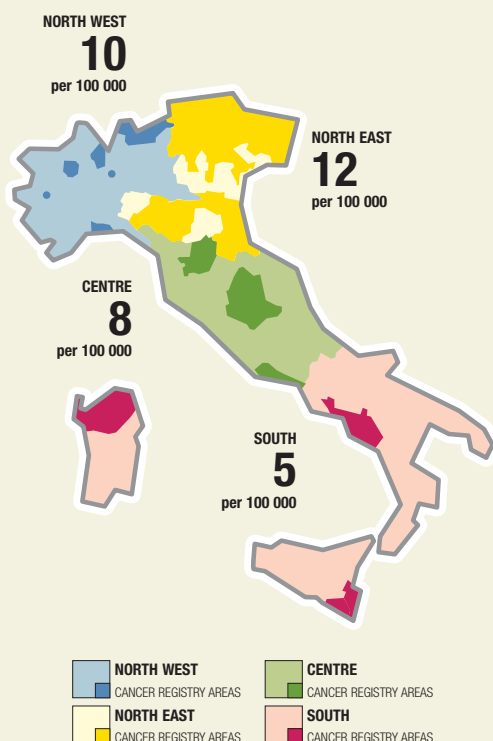 NORTH WEST
10
per 100 000
NORTH EAST
12
per 100 000
CENTRE
8
per 100 000
SOUTH
5
per 100 000
NORTH WEST
CANCER REGISTRY AREAS
CENTRE
CANCER REGISTRY AREAS
NORTH EAST
CANCER REGISTRY AREAS
SOUTH
CANCER REGISTRY AREAS